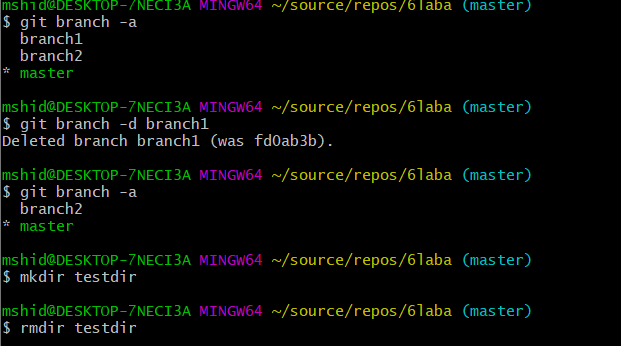 mshid@DESKTOP-7NECI3A MINGW64 ~/source/repos/6laba (master)
$ git branch -a
  branch1
  branch2
* master
mshid@DESKTOP-7NECI3A MINGW64 ~/source/repos/6laba (master)
$ git branch -d branch1
Deleted branch branch1 (was fd0ab3b).
mshid@DESKTOP-7NECI3A MINGW64 ~/source/repos/6laba (master)
$ git branch -a
  branch2
* master
mshid@DESKTOP-7NECI3A MINGW64 ~/source/repos/6laba (master)
$ mkdir testdir
mshid@DESKTOP-7NECI3A MINGW64 ~/source/repos/6laba (master)
$ rmdir testdir